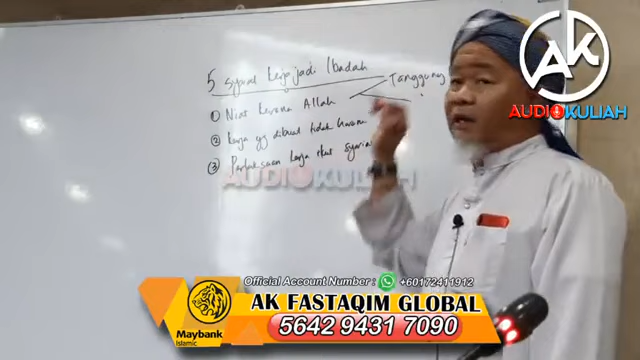 5 syarat kerja jadi Ibadah
Tanggung
① Niat kerana Allah
② kerja yg dibuat tidak haram
③ Perlaksanaan kerja ikut syariat
AK
AUDIOKULIAH
AUDIOKULIAH
Official Account Number : +60172411912
AK FASTAQIM GLOBAL
5642 9431 7090
Maybank
Islamic